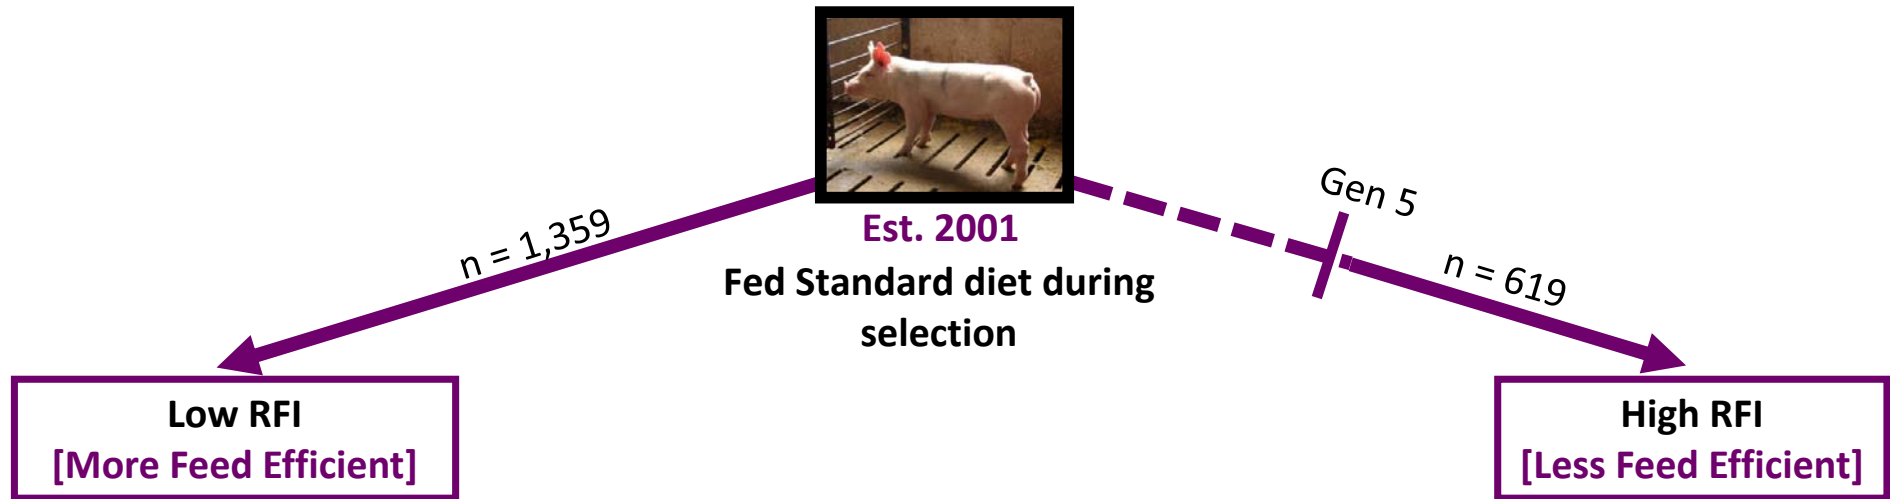 Gen 5
n = 1,359
Est. 2001
n = 619
Fed Standard diet during
selection
Low RFI
[More Feed Efficient]
High RFI
[Less Feed Efficient]